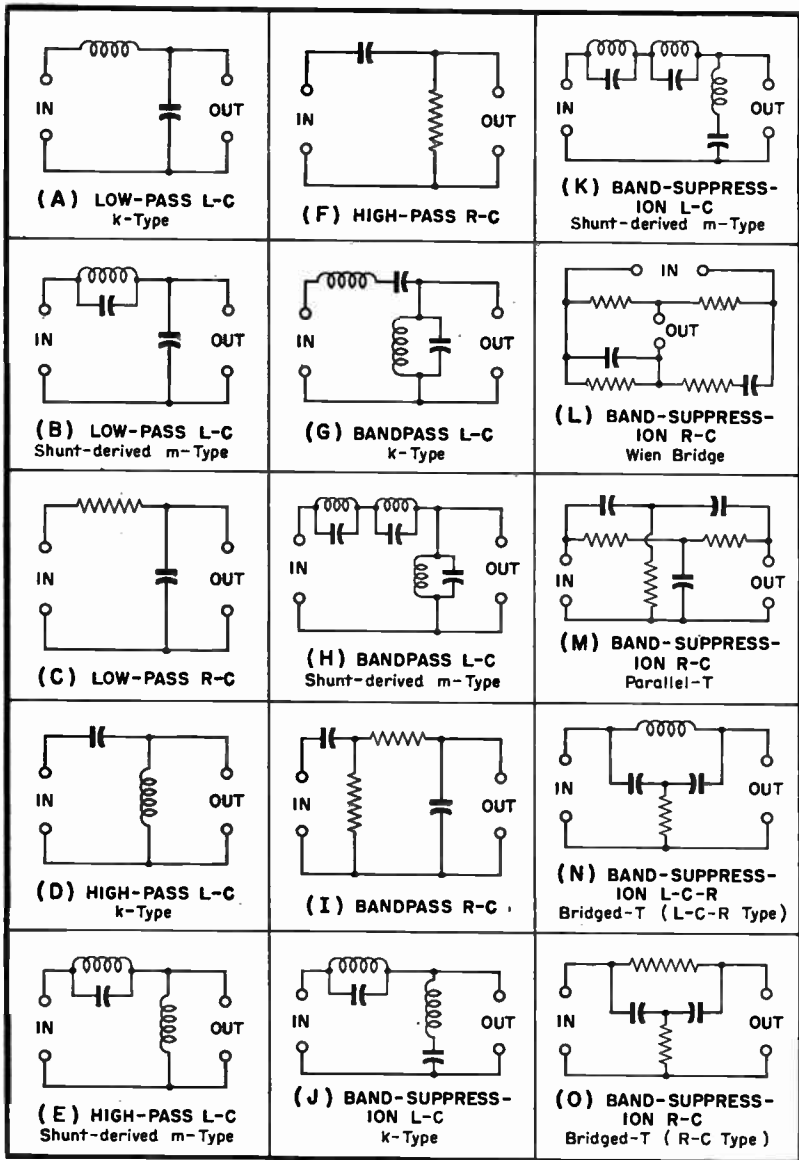 IN
OUT
(A) LOW-PASS L-C
k-Type
IN
OUT
(B) LOW-PASS L-C
Shunt-derived m-Type
IN
OUT
(C) LOW-PASS R-C
IN
OUT
(D) HIGH-PASS L-C
k-Type
IN
OUT
(E) HIGH-PASS L-C
Shunt-derived m-Type
IN
OUT
(F) HIGH-PASS R-C
IN
OUT
(G) BANDPASS L-C
k-Type
IN
OUT
(H) BANDPASS L-C
Shunt-derived m-Type
IN
OUT
(I) BANDPASS R-C
IN
OUT
(J) BAND-SUPPRESS-
ION L-C
k-Type
IN
OUT
(K) BAND-SUPPRESS-
ION L-C
Shunt-derived m-Type
IN
OUT
(L) BAND-SUPPRESS-
ION R-C
Wien Bridge
IN
OUT
(M) BAND-SUPPRESS-
ION R-C
Parallel-T
IN
OUT
(N) BAND-SUPPRESS-
ION L-C-R
Bridged-T (L-C-R Type)
IN
OUT
(O) BAND-SUPPRESS-
ION R-C
Bridged-T (R-C Type)